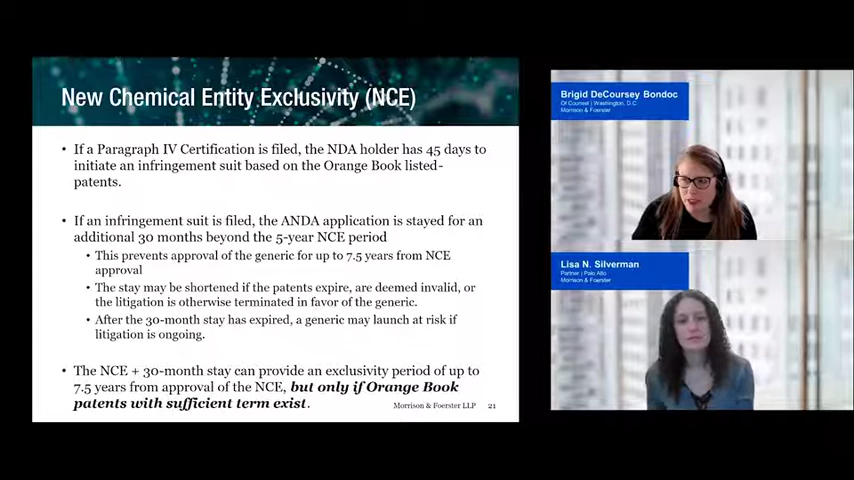 New Chemical Entity Exclusivity (NCE)
• If a Paragraph IV Certification is filed, the NDA holder has 45 days to
initiate an infringement suit based on the Orange Book listed-
patents.
• If an infringement suit is filed, the ANDA application is stayed for an
additional 30 months beyond the 5-year NCE period
• This prevents approval of the generic for up to 7.5 years from NCE
approval
• The stay may be shortened if the patents expire, are deemed invalid, or
the litigation is otherwise terminated in favor of the generic.
• After the 30-month stay has expired, a generic may launch at risk if
litigation is ongoing.
• The NCE + 30-month stay can provide an exclusivity period of up to
7.5 years from approval of the NCE, but only if Orange Book
patents with sufficient term exist.
Morrison & Foerster LLP 21
Brigid DeCoursey Bondoc
Of Counsel | Washington, D.C.
Morrison & Foerster
Lisa N. Silverman
Partner | Palo Alto
Morrison & Foerster